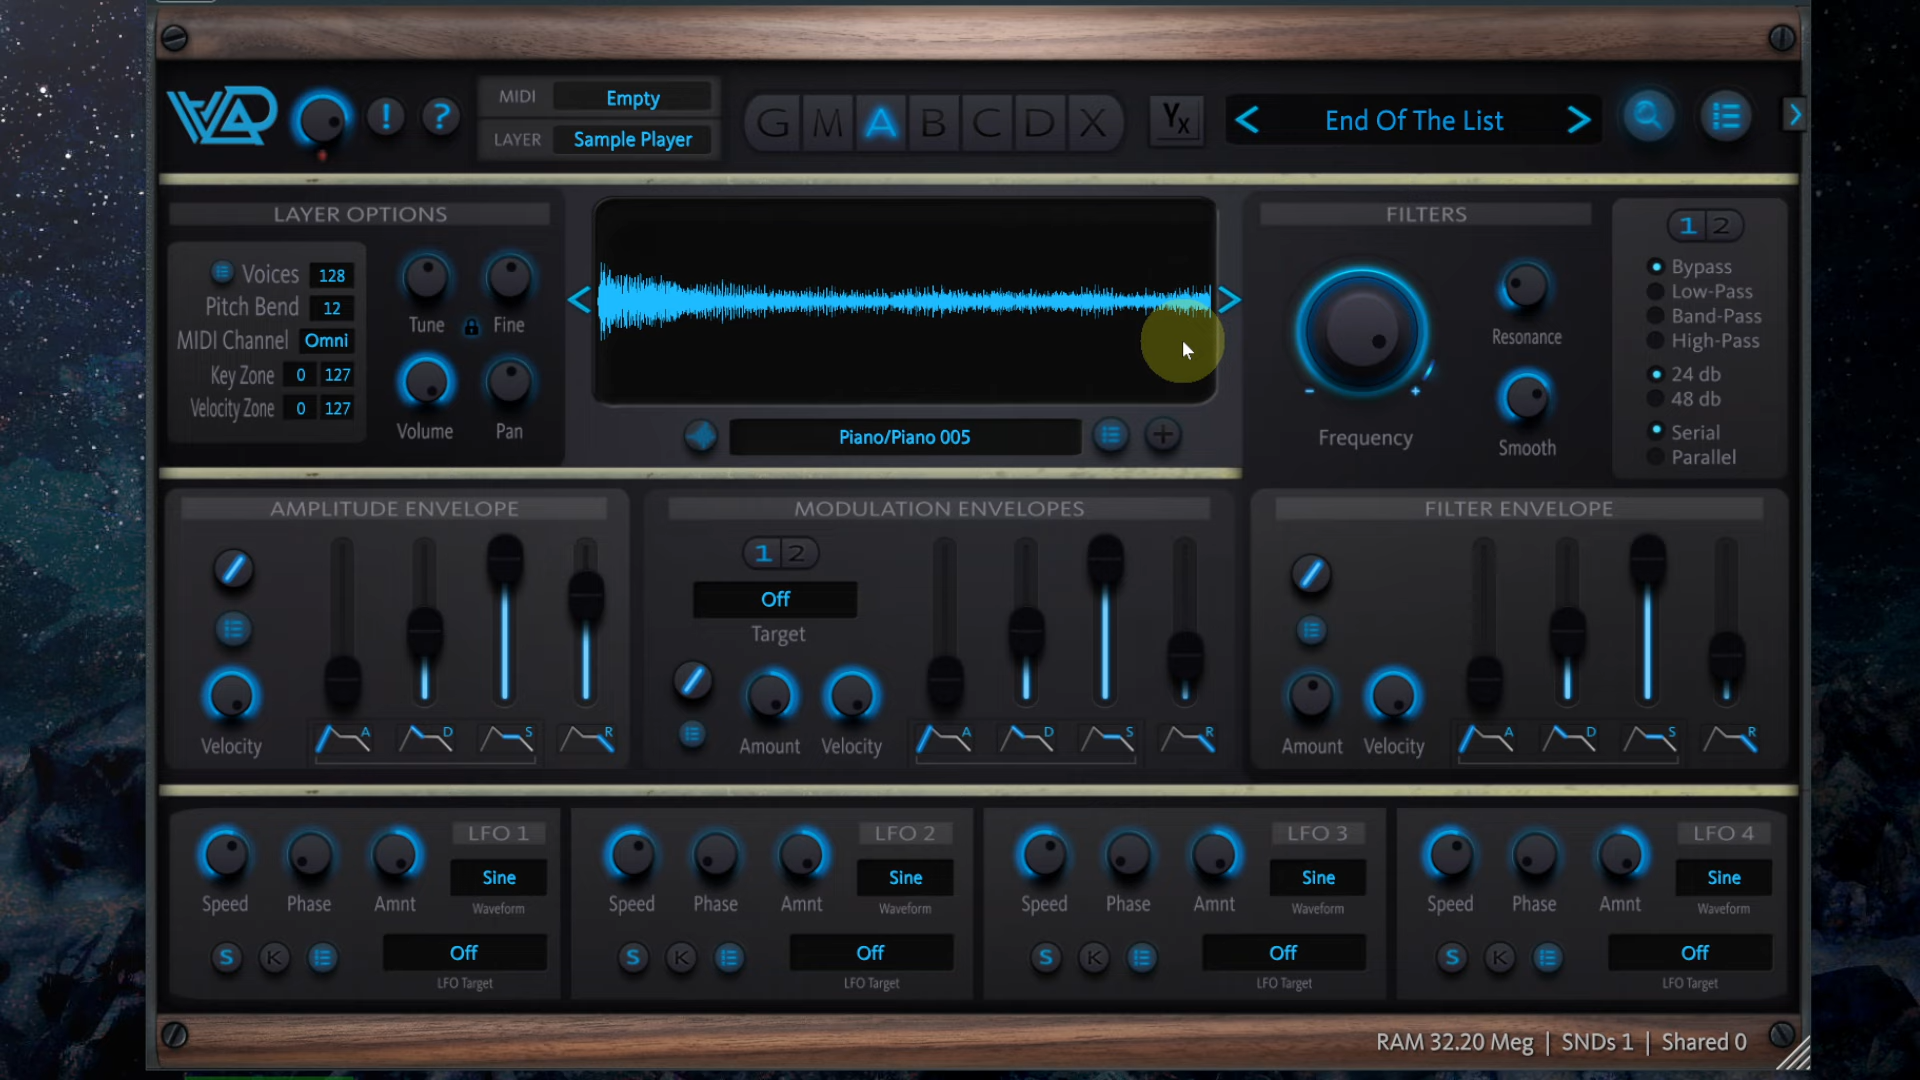 ! ?
MIDI Empty
LAYER Sample Player
G M A B C D X
Yx
End Of The List
LAYER OPTIONS
Voices 128
Pitch Bend 12
MIDI Channel Omni
Key Zone 0 127
Velocity Zone 0 127
Tune Fine
Volume Pan
Piano/Piano 005
FILTERS
Frequency
- +
Resonance
Smooth
1 2
Bypass
Low-Pass
Band-Pass
High-Pass
24 db
48 db
Serial
Parallel
AMPLITUDE ENVELOPE
Velocity
A D S R
MODULATION ENVELOPES
1 2
Off
Target
Amount Velocity
A D S R
FILTER ENVELOPE
Amount Velocity
A D S R
LFO 1
Speed Phase Amnt
Sine
Waveform
S K
Off
LFO Target
LFO 2
Speed Phase Amnt
Sine
Waveform
S K
Off
LFO Target
LFO 3
Speed Phase Amnt
Sine
Waveform
S K
Off
LFO Target
LFO 4
Speed Phase Amnt
Sine
Waveform
S K
Off
LFO Target
RAM 32.20 Meg | SNDs 1 | Shared 0